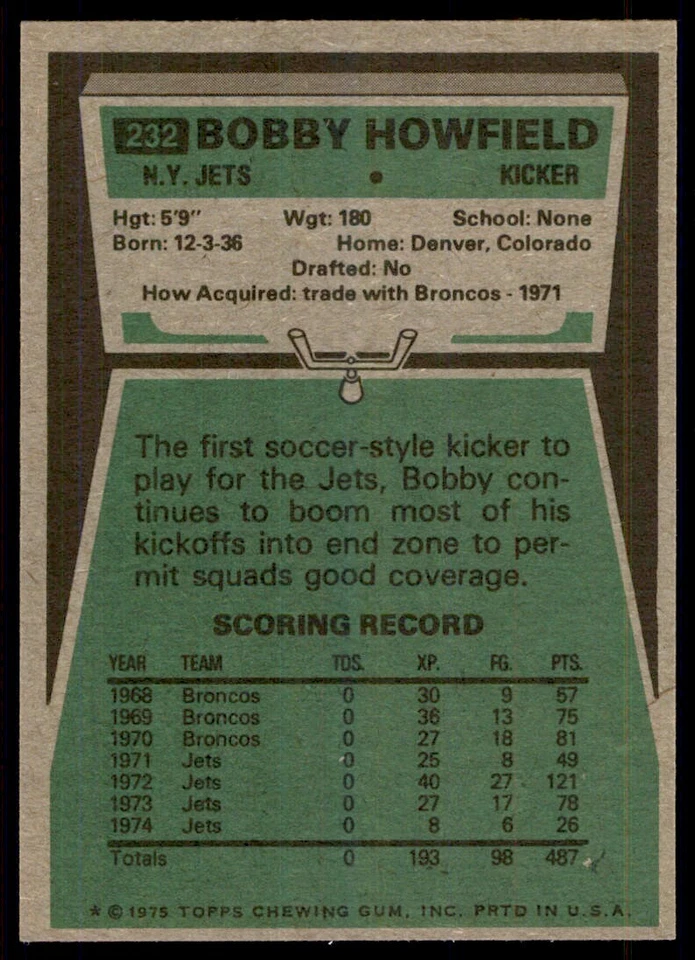 232 BOBBY HOWFIELD
N.Y. JETS • KICKER
Hgt: 5'9" Wgt: 180 School: None
Born: 12-3-36 Home: Denver, Colorado
Drafted: No
How Acquired: trade with Broncos - 1971
The first soccer-style kicker to
play for the Jets, Bobby con-
tinues to boom most of his
kickoffs into end zone to per-
mit squads good coverage.
SCORING RECORD
YEAR TEAM TDS. XP. FG. PTS.
1968 Broncos 0 30 9 57
1969 Broncos 0 36 13 75
1970 Broncos 0 27 18 81
1971 Jets 0 25 8 49
1972 Jets 0 40 27 121
1973 Jets 0 27 17 78
1974 Jets 0 8 6 26
Totals 0 193 98 487
* © 1975 TOPPS CHEWING GUM, INC. PRTD IN U.S.A.